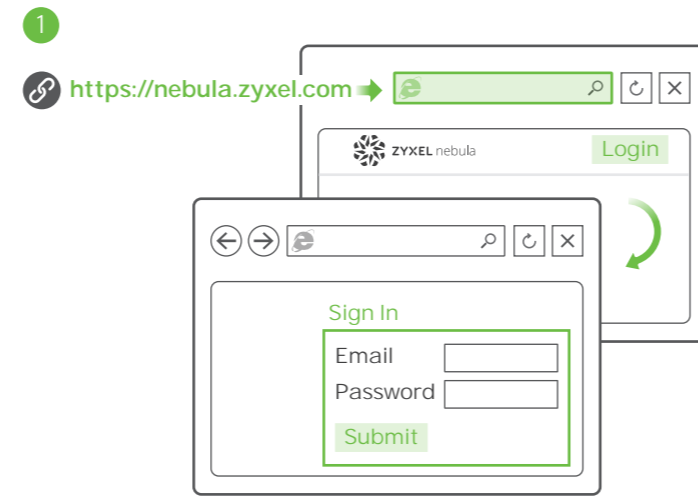 1
https://nebula.zyxel.com
ZYXEL nebula
Login
Sign In
Email
Password
Submit